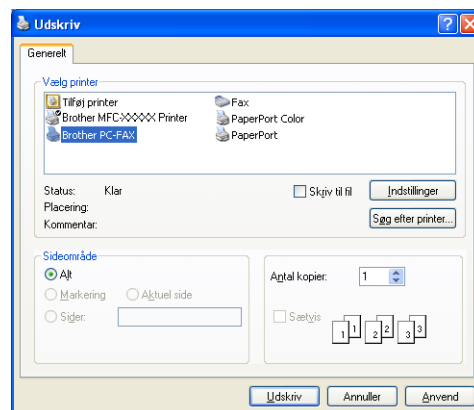 Udskriv
Generelt
Vælg printer
Tilføj printer
Brother MFC-XXXXX Printer
Brother PC-FAX
Fax
PaperPort Color
PaperPort
Status: Klar
Placering:
Kommentar:
Skriv til fil
Indstillinger
Søg efter printer...
Sideområde
Alt
Markering
Aktuel side
Sider:
Antal kopier: 1
Sætvis
1 1 2 2 3 3
Udskriv
Annuller
Anvend